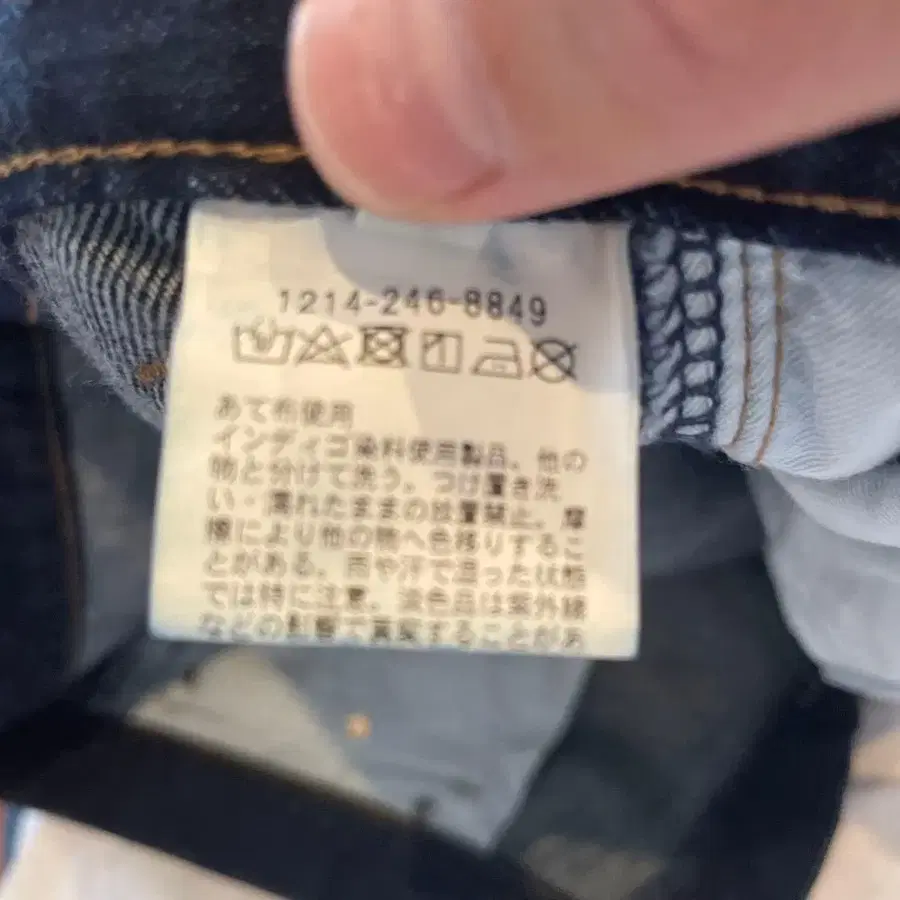 1214-246-8849
あて布使用
インディゴ染料使用製品。他の
物と分けて洗う。つけ置き洗
い・濡れたままの放置禁止。摩
擦により他の物へ色移りするこ
とがある。雨や汗で湿った状態
では特に注意。淡色品は紫外線
などの影響で変することがあ